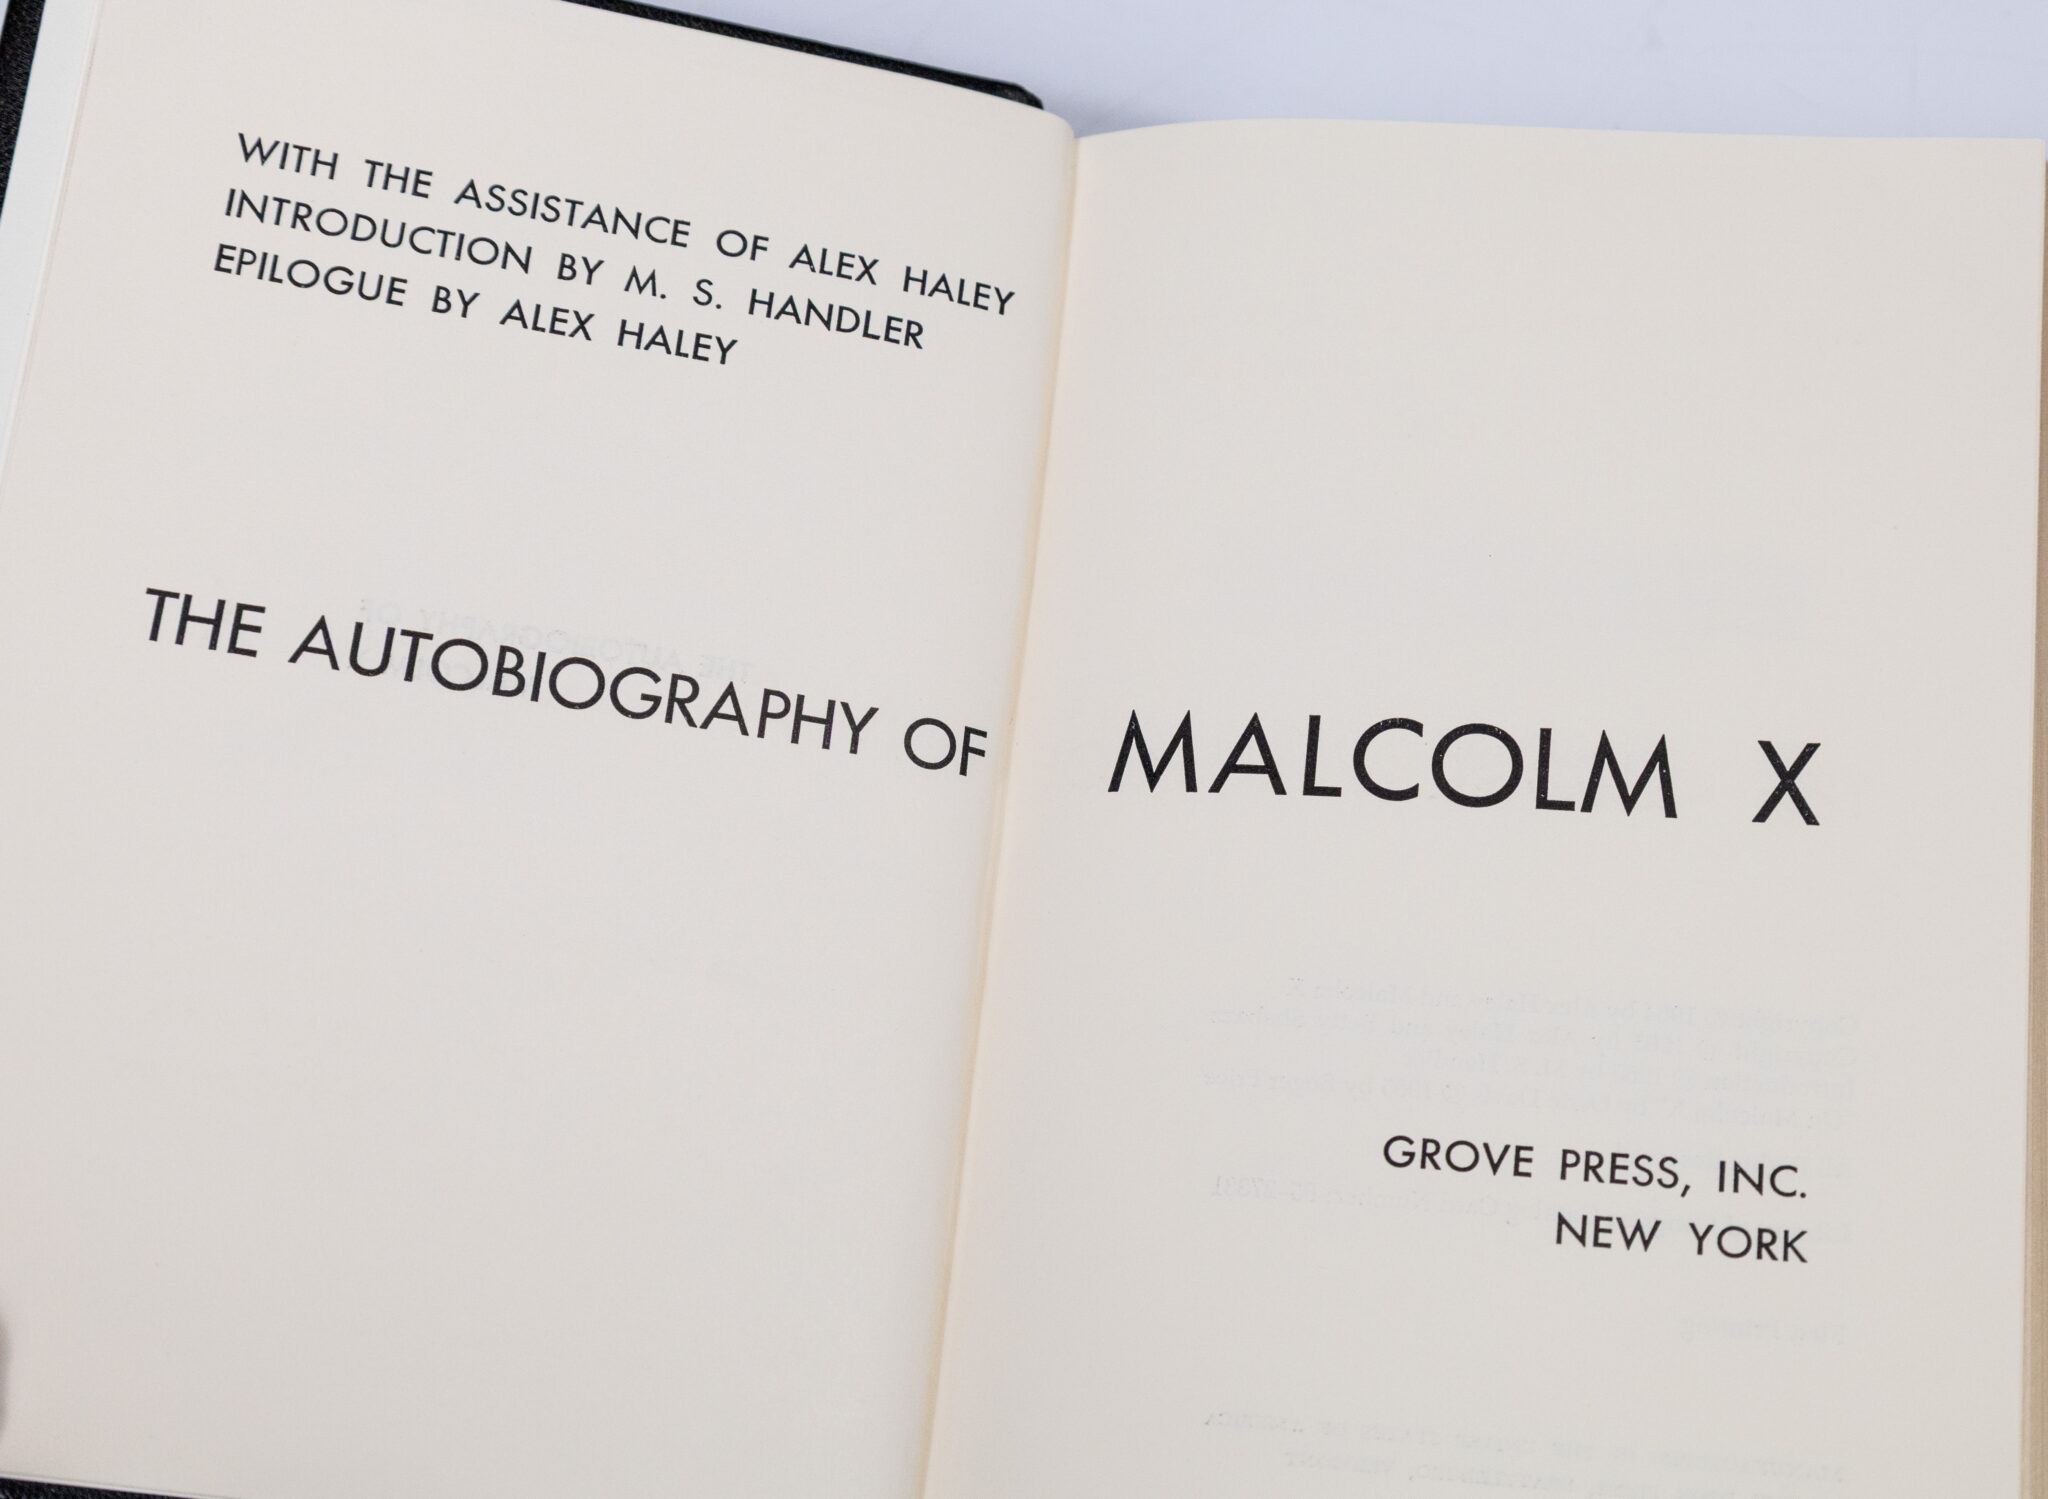 WITH THE ASSISTANCE OF ALEX HALEY
INTRODUCTION BY M. S. HANDLER
EPILOGUE BY ALEX HALEY
THE AUTOBIOGRAPHY OF MALCOLM X
GROVE PRESS, INC.
NEW YORK